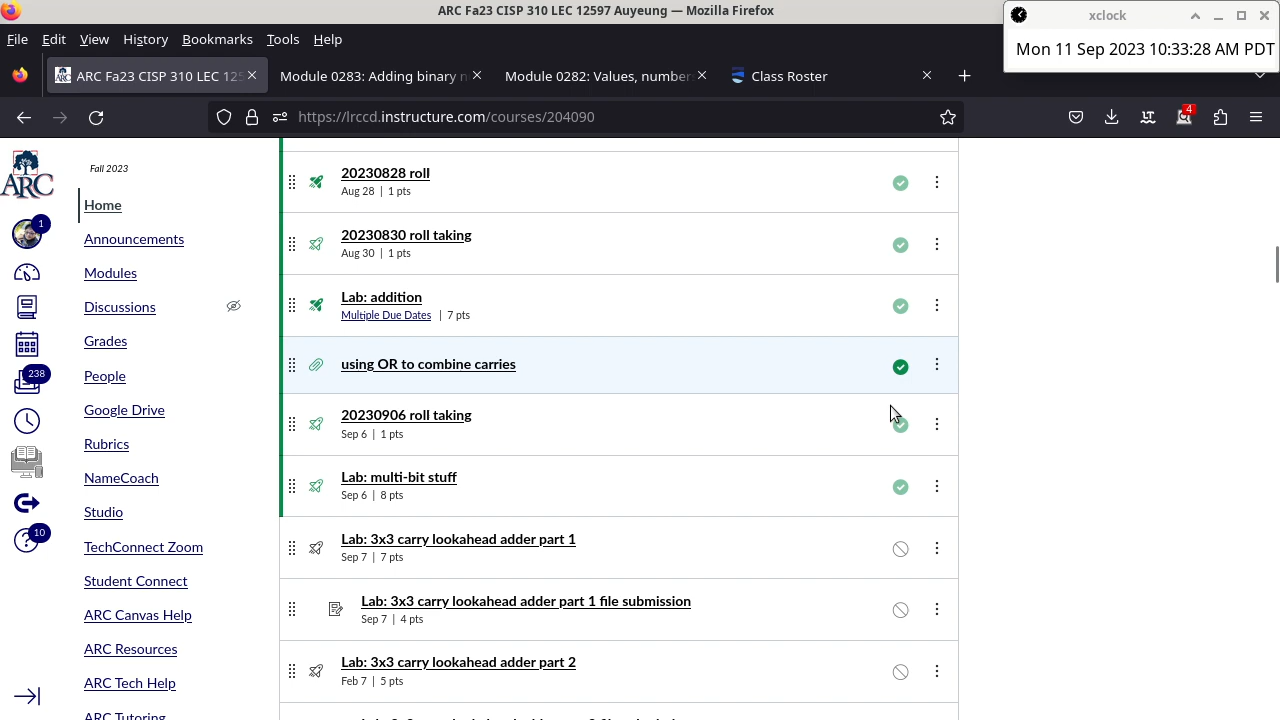 ARC Fa23 CISP 310 LEC 12597 Auyeung — Mozilla Firefox
xclock
Mon 11 Sep 2023 10:33:28 AM PDT
File Edit View History Bookmarks Tools Help
ARC Fa23 CISP 310 LEC 125
Module 0283: Adding binary n
Module 0282: Values, number
Class Roster
https://lrccd.instructure.com/courses/204090
4
ARC
1
238
10
Fall 2023
Home
Announcements
Modules
Discussions
Grades
People
Google Drive
Rubrics
NameCoach
Studio
TechConnect Zoom
Student Connect
ARC Canvas Help
ARC Resources
ARC Tech Help
ARC Tutoring
20230828 roll
Aug 28 | 1 pts
20230830 roll taking
Aug 30 | 1 pts
Lab: addition
Multiple Due Dates | 7 pts
using OR to combine carries
20230906 roll taking
Sep 6 | 1 pts
Lab: multi-bit stuff
Sep 6 | 8 pts
Lab: 3x3 carry lookahead adder part 1
Sep 7 | 7 pts
Lab: 3x3 carry lookahead adder part 1 file submission
Sep 7 | 4 pts
Lab: 3x3 carry lookahead adder part 2
Feb 7 | 5 pts